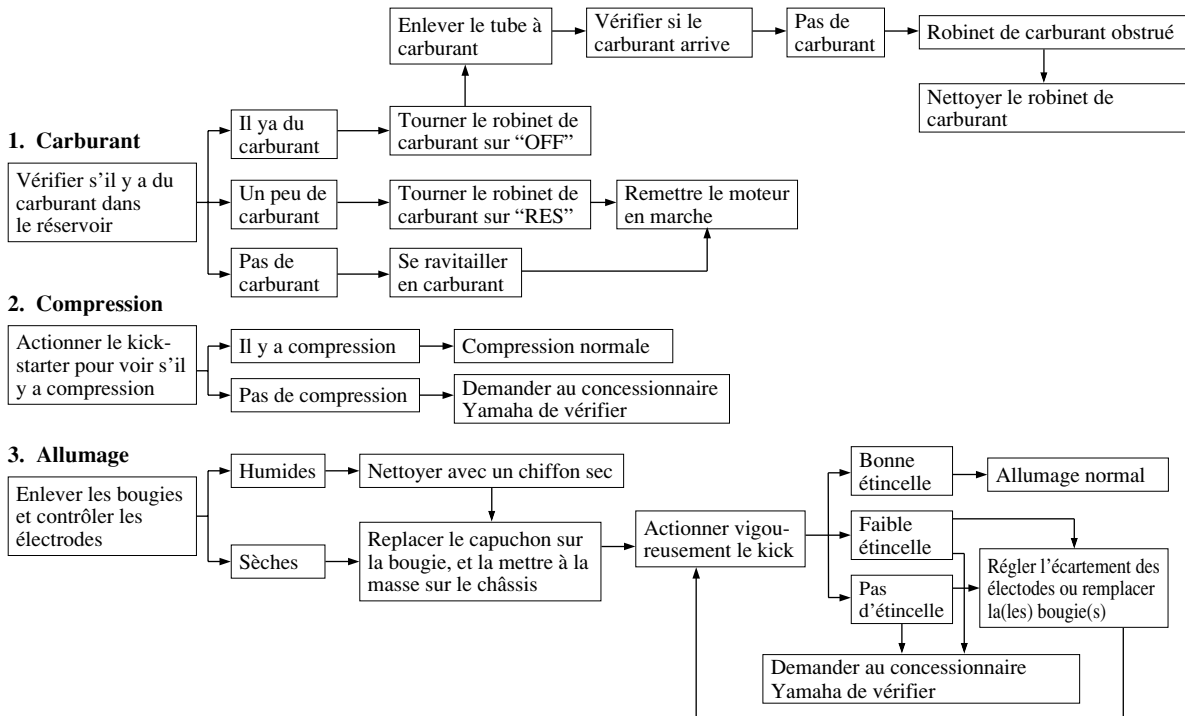 1. Carburant
Vérifier s'il y a du
carburant dans
le réservoir
Il ya du
carburant
Tourner le robinet de
carburant sur “OFF”
Enlever le tube à
carburant
Vérifier si le
carburant arrive
Pas de
carburant
Robinet de carburant obstrué
Nettoyer le robinet de
carburant
Un peu de
carburant
Tourner le robinet de
carburant sur “RES”
Remettre le moteur
en marche
Pas de
carburant
Se ravitailler
en carburant
2. Compression
Actionner le kick-
starter pour voir s'il
y a compression
Il y a compression
Compression normale
Pas de compression
Demander au concessionnaire
Yamaha de vérifier
3. Allumage
Enlever les bougies
et contrôler les
électrodes
Humides
Nettoyer avec un chiffon sec
Sèches
Replacer le capuchon sur
la bougie, et la mettre à la
masse sur le châssis
Actionner vigou-
reusement le kick
Bonne
étincelle
Allumage normal
Faible
étincelle
Pas
d'étincelle
Régler l'écartement des
électodes ou remplacer
la(les) bougie(s)
Demander au concessionnaire
Yamaha de vérifier